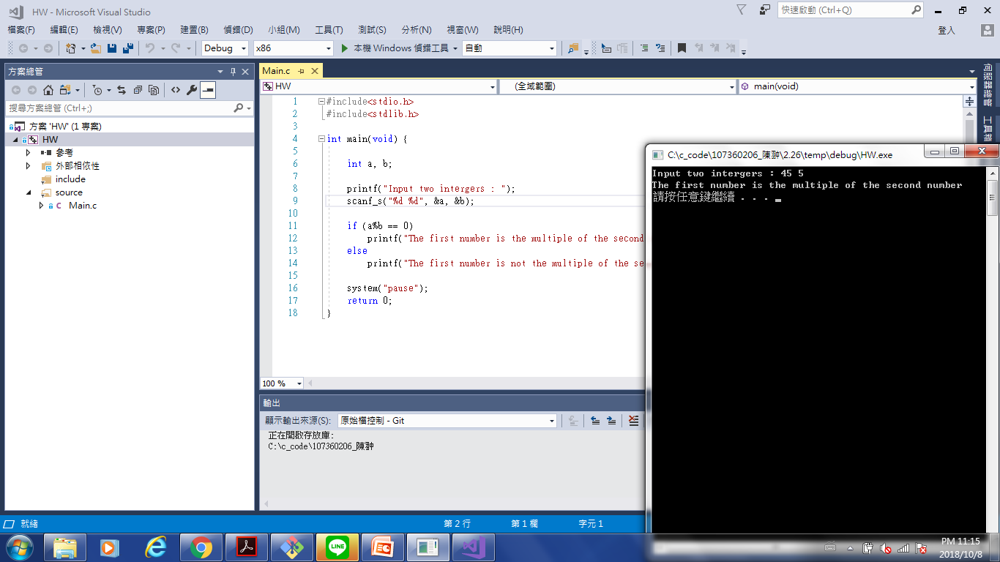 HW - Microsoft Visual Studio
快速啟動 (Ctrl+Q)
檔案(F) 編輯(E) 檢視(V) 專案(P) 建置(B) 偵錯(D) 小組(M) 工具(T) 測試(S) 分析(N) 視窗(W) 說明(H)
登入
Debug x86 本機 Windows 偵錯工具 自動
方案總管
搜尋方案總管 (Ctrl+;)
方案 'HW' (1 專案)
HW
參考
外部相依性
include
source
C Main.c
Main.c
HW (全域範圍) main(void)
1 #include<stdio.h>
2 #include<stdlib.h>
3
4 int main(void) {
5
6 int a, b;
7
8 printf("Input two intergers : ");
9 scanf_s("%d %d", &a, &b);
10
11 if (a%b == 0)
12 printf("The first number is the multiple of the second
13 else
14 printf("The first number is not the multiple of the se
15
16 system("pause");
17 return 0;
18 }
100 %
伺服器總管
工具箱
C:\c_code\107360206_陳翀\2.26\temp\debug\HW.exe
Input two intergers : 45 5
The first number is the multiple of the second number
請按任意鍵繼續 . . .
輸出
顯示輸出來源(S): 原始檔控制 - Git
正在開啟存放庫:
C:\c_code\107360206_陳翀
就緒 第 2 行 第 1 欄 字元 1
LINE
PM 11:15
2018/10/8